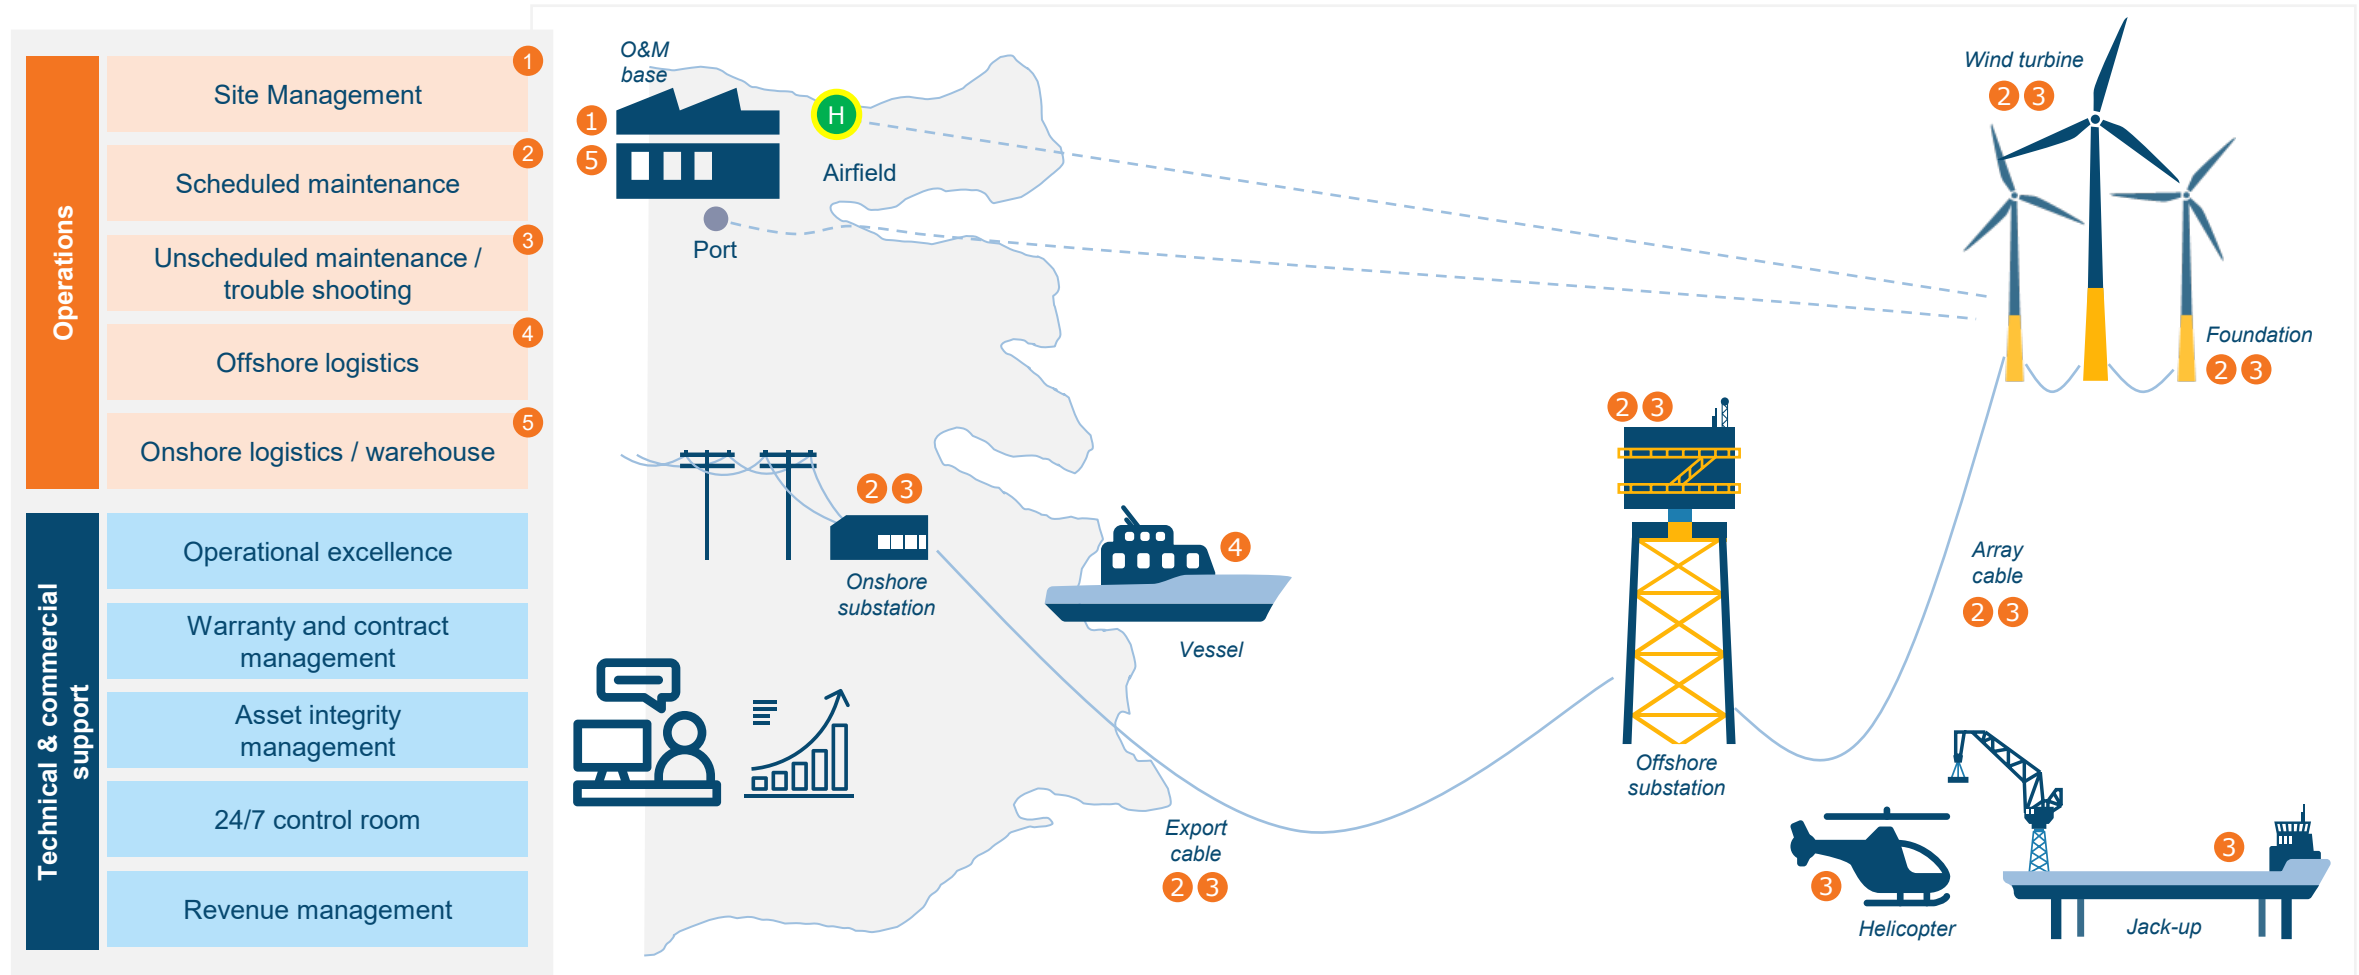 Operations
Site Management
1
Scheduled maintenance
2
Unscheduled maintenance /
trouble shooting
3
Offshore logistics
4
Onshore logistics / warehouse
5
Technical & commercial
support
Operational excellence
Warranty and contract
management
Asset integrity
management
24/7 control room
Revenue management
O&M
base
1
5
H
Airfield
Port
Wind turbine
2 3
Foundation
2 3
2 3
Onshore
substation
4
Vessel
2 3
Offshore
substation
Array
cable
2 3
Export
cable
2 3
3
Helicopter
3
Jack-up